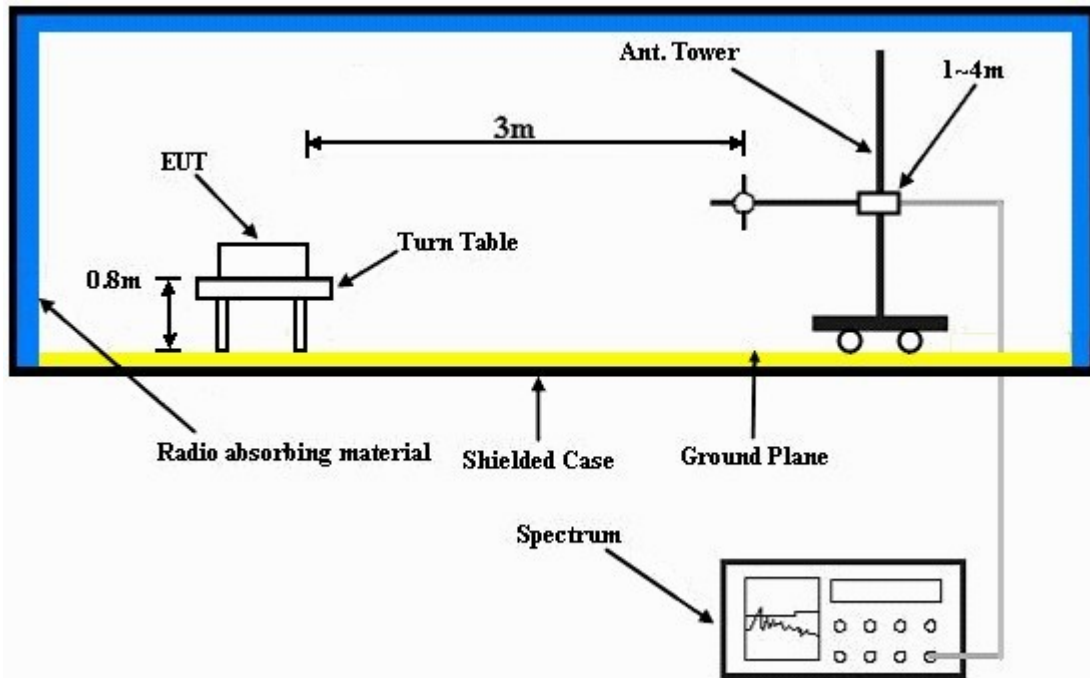 Ant. Tower
1~4m
3m
EUT
Turn Table
0.8m
Radio absorbing material
Shielded Case
Ground Plane
Spectrum